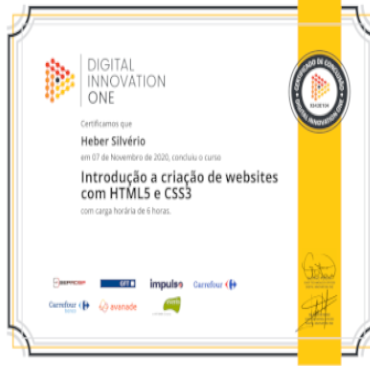 DIGITAL
INNOVATION
ONE
Certificamos que
Heber Silvério
em 07 de Novembro de 2020, concluiu o curso
Introdução a criação de websites
com HTML5 e CSS3
com carga horária de 6 horas.
CERTIFICADO DE CONCLUSÃO
DIGITAL INNOVATION ONE
GFT
impulso
Carrefour
Carrefour
avanade